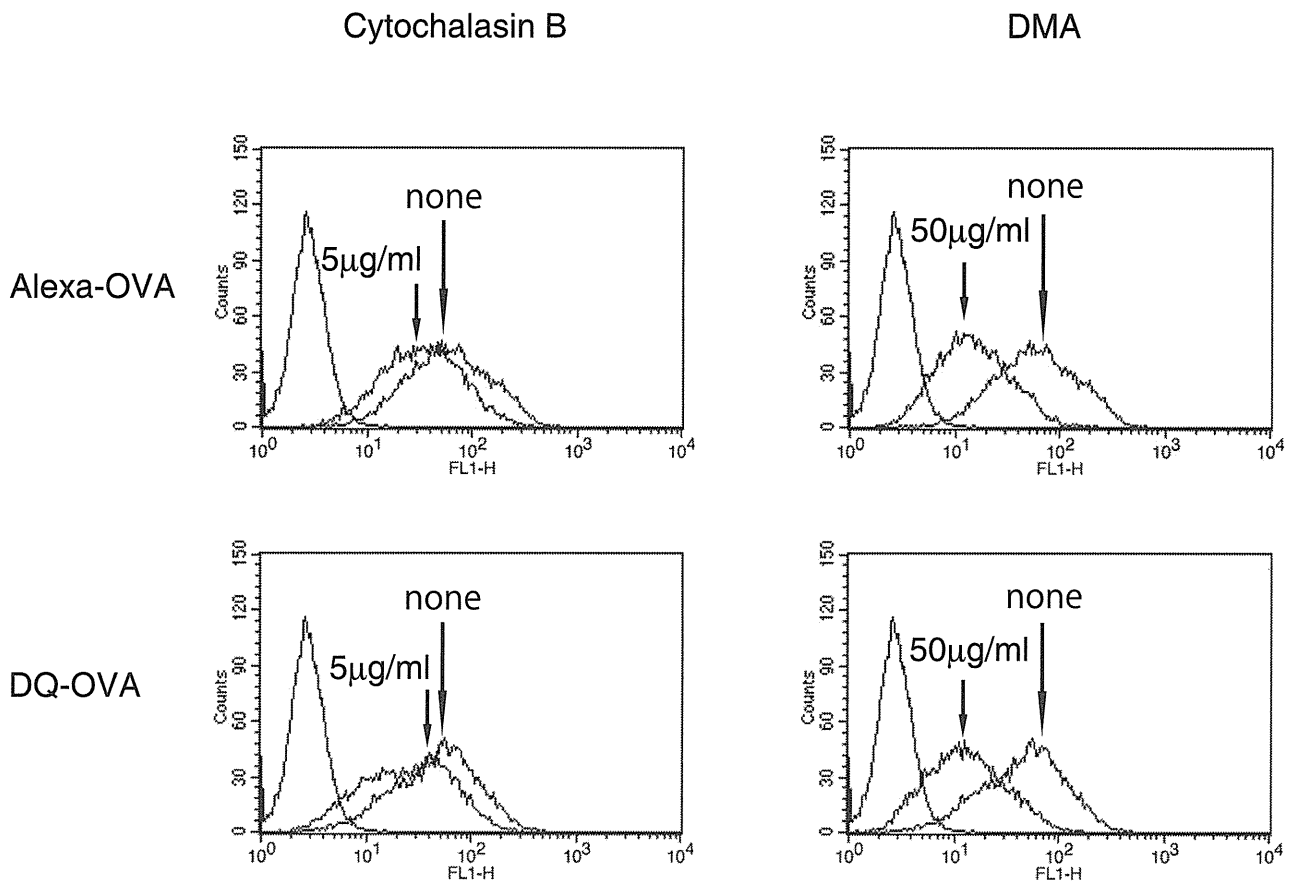 Cytochalasin B
DMA
Alexa-OVA
150
120
90
60
30
0
Counts
none
5μg/ml
10⁰
10¹
10²
10³
10⁴
FL1-H
150
120
90
60
30
0
Counts
none
50μg/ml
10⁰
10¹
10²
10³
10⁴
FL1-H
DQ-OVA
150
120
90
60
30
0
Counts
none
5μg/ml
10⁰
10¹
10²
10³
10⁴
FL1-H
150
120
90
60
30
0
Counts
none
50μg/ml
10⁰
10¹
10²
10³
10⁴
FL1-H